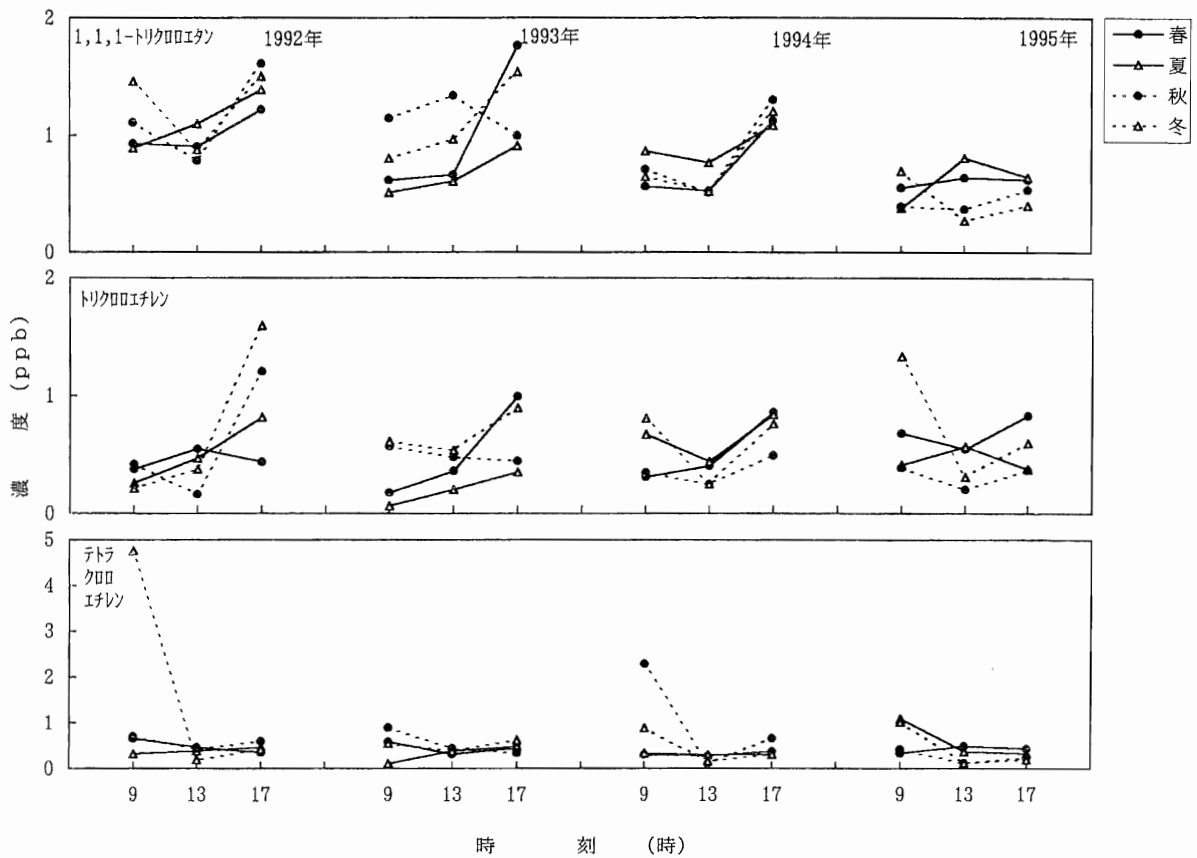 2
1,1,1-トリクロロエタン 1992年 1993年 1994年 1995年
1
0
春
夏
秋
冬
2
トリクロロエチレン
1
0
濃 度 (ppb)
5
テトラ
クロロ
エチレン
4
3
2
1
0
9 13 17 9 13 17 9 13 17 9 13 17
時 刻 (時)